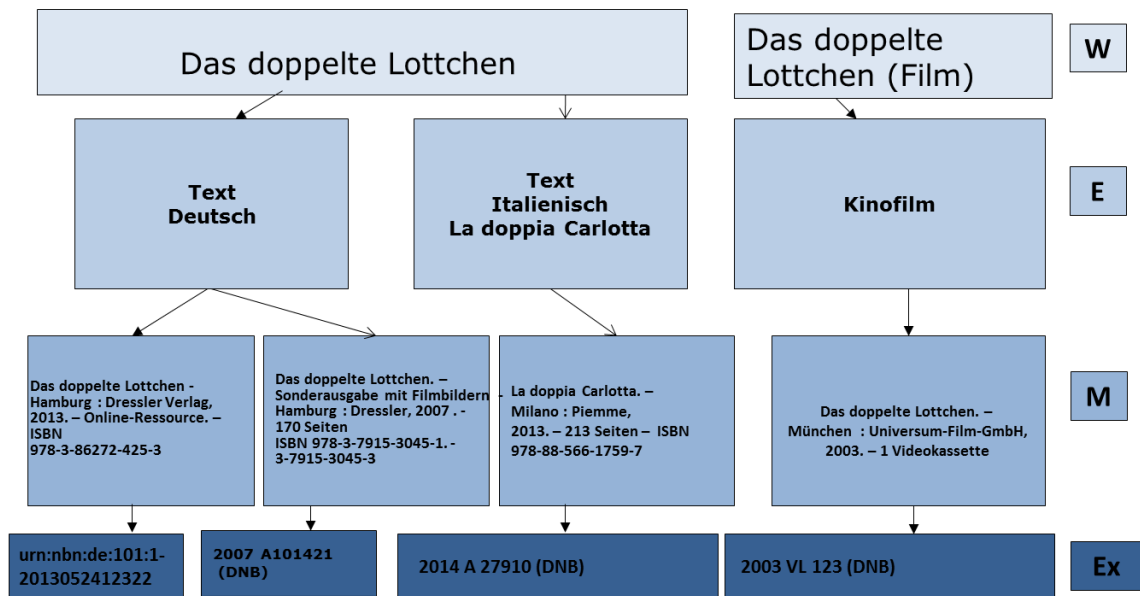 Das doppelte Lottchen
Das doppelte
Lottchen (Film)
W
Text
Deutsch
Text
Italienisch
La doppia Carlotta
Kinofilm
E
Das doppelte Lottchen -
Hamburg : Dressler Verlag,
2013. – Online-Ressource. –
ISBN
978-3-86272-425-3
Das doppelte Lottchen. –
Sonderausgabe mit Filmbildern -
Hamburg : Dressler, 2007 . -
170 Seiten
ISBN 978-3-7915-3045-1. -
3-7915-3045-3
La doppia Carlotta. –
Milano : Piemme,
2013. – 213 Seiten – ISBN
978-88-566-1759-7
Das doppelte Lottchen. –
München : Universum-Film-GmbH,
2003. – 1 Videokassette
M
urn:nbn:de:101:1-
2013052412322
2007 A101421
(DNB)
2014 A 27910 (DNB)
2003 VL 123 (DNB)
Ex